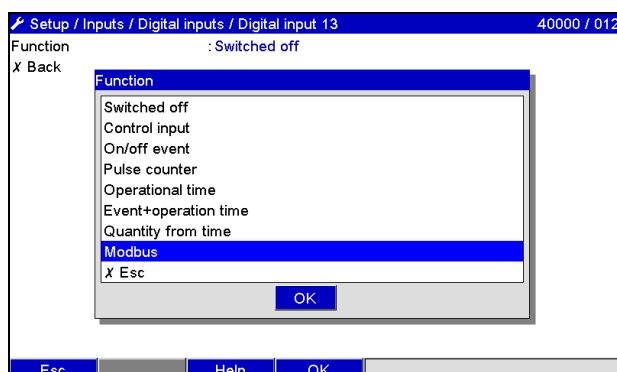 Setup / Inputs / Digital inputs / Digital input 13 40000 / 012
Function : Switched off
X Back
Function
Switched off
Control input
On/off event
Pulse counter
Operational time
Event+operation time
Quantity from time
Modbus
X Esc
OK
Esc Help OK